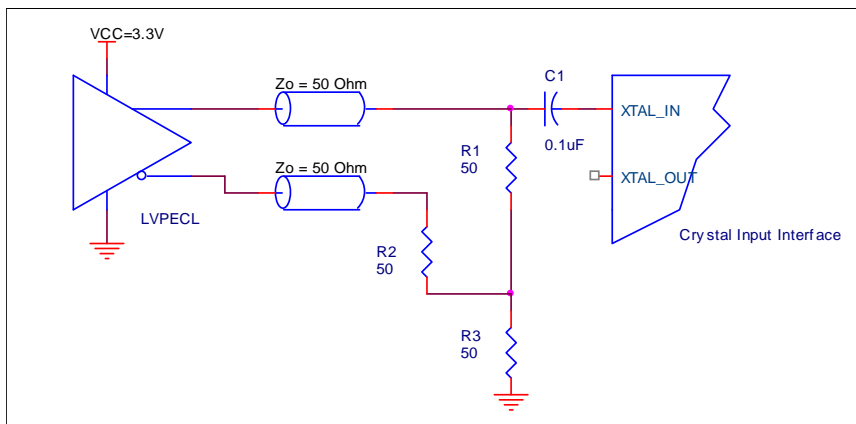 VCC=3.3V
Zo = 50 Ohm
C1
0.1uF
XTAL_IN
R1
50
Zo = 50 Ohm
XTAL_OUT
LVPECL
R2
50
Crystal Input Interface
R3
50